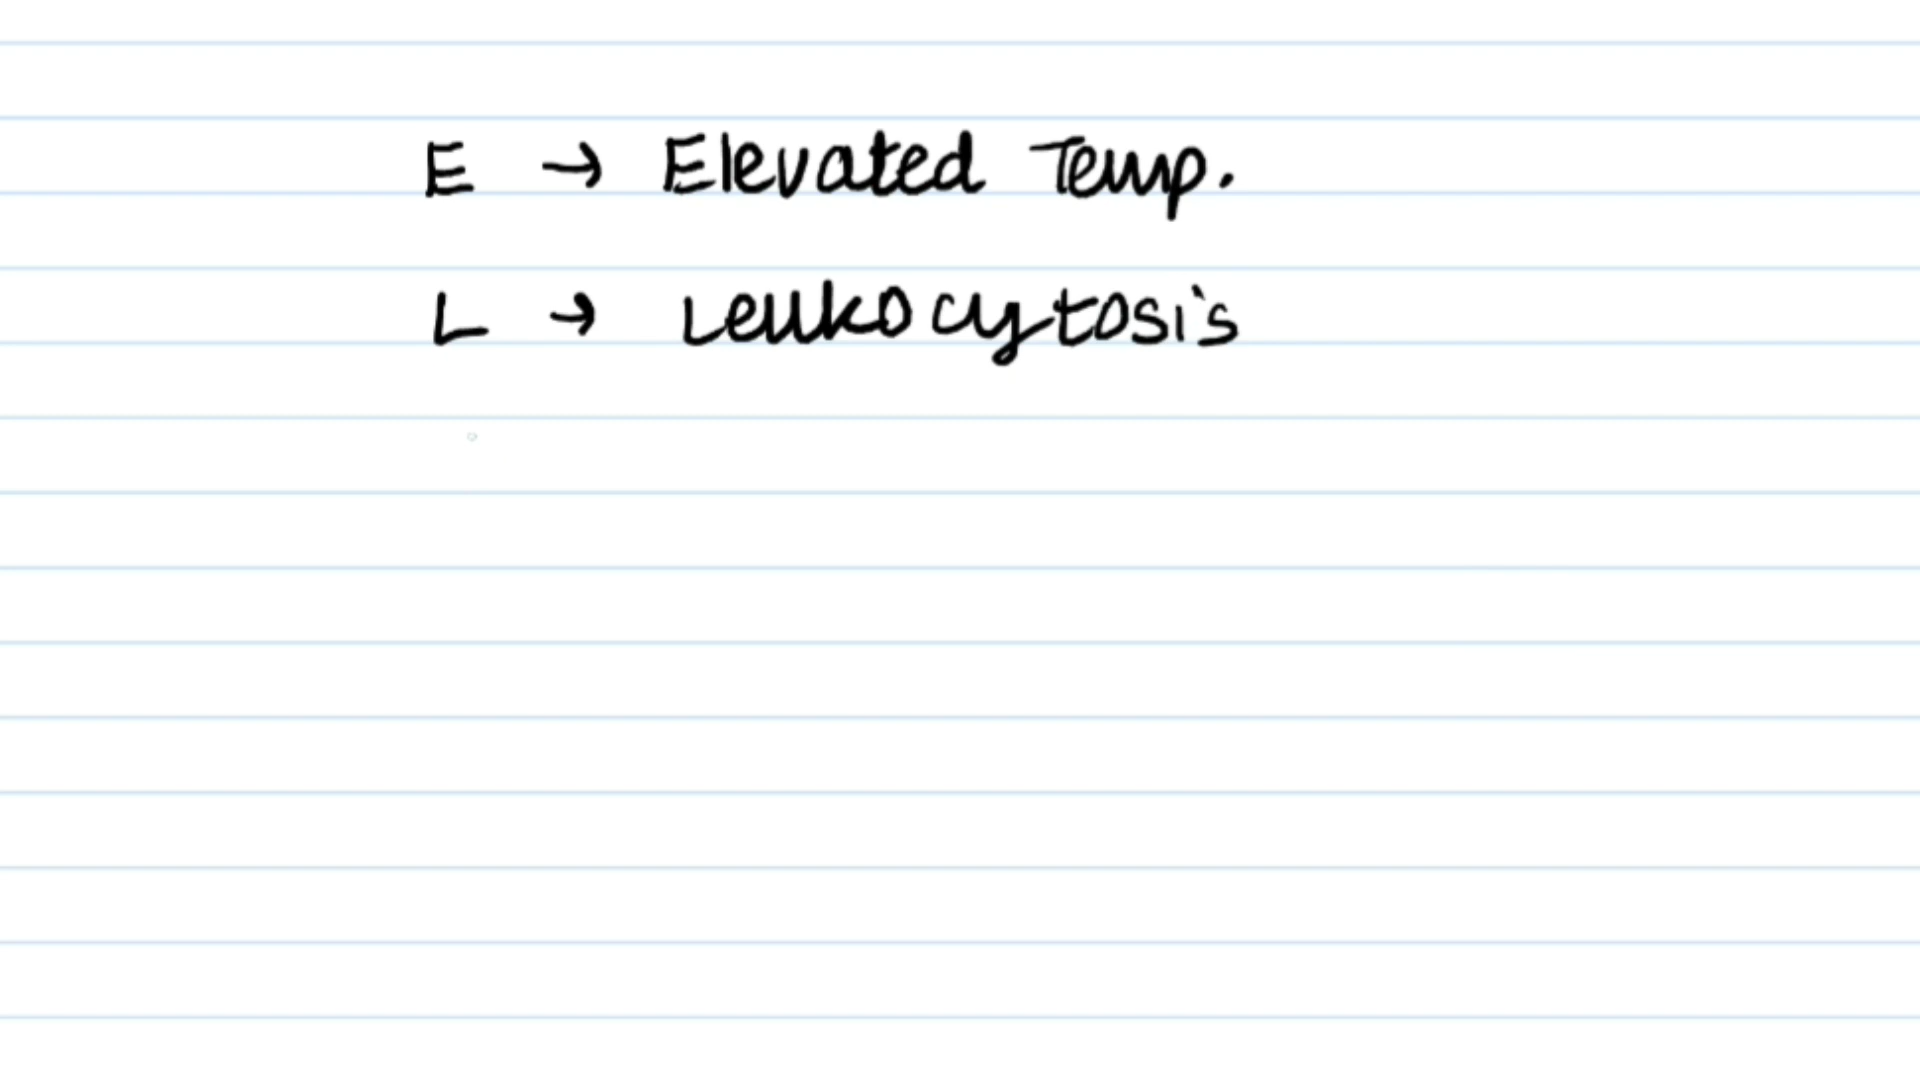 E → Elevated Temp.
L → Leukocytosis